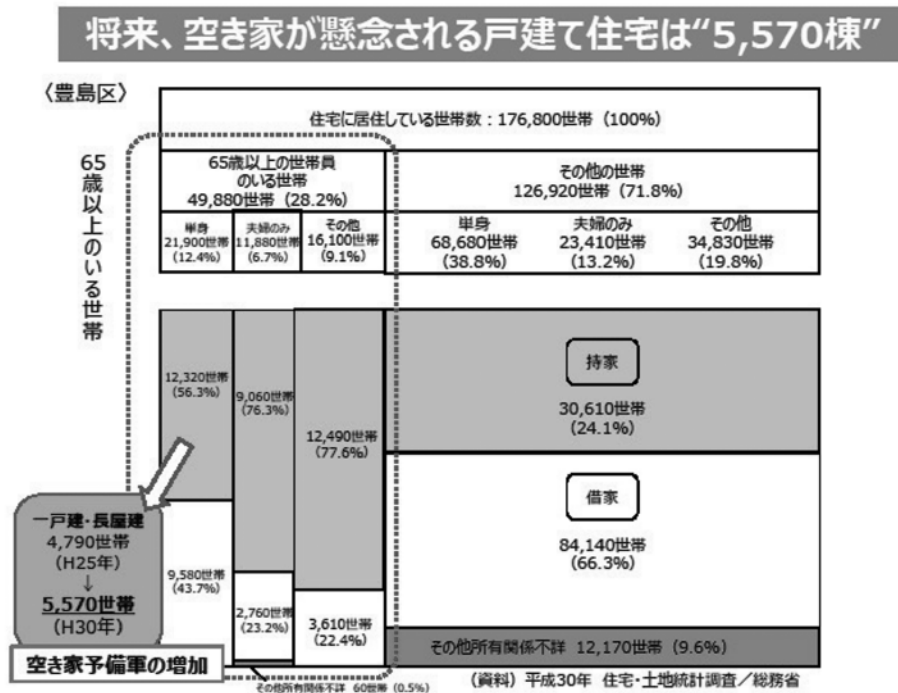 将来、空き家が懸念される戸建て住宅は“5,570棟”
〈豊島区〉
住宅に居住している世帯数：176,800世帯（100%）
65歳以上のいる世帯
65歳以上の世帯員
のいる世帯
49,880世帯（28.2%）
その他の世帯
126,920世帯（71.8%）
単身
21,900世帯
（12.4%）
夫婦のみ
11,880世帯
（6.7%）
その他
16,100世帯
（9.1%）
単身
68,680世帯
（38.8%）
夫婦のみ
23,410世帯
（13.2%）
その他
34,830世帯
（19.8%）
12,320世帯
（56.3%）
9,060世帯
（76.3%）
12,490世帯
（77.6%）
持家
30,610世帯
（24.1%）
借家
84,140世帯
（66.3%）
一戸建・長屋建
4,790世帯
（H25年）
↓
5,570世帯
（H30年）
空き家予備軍の増加
9,580世帯
（43.7%）
2,760世帯
（23.2%）
3,610世帯
（22.4%）
その他所有関係不詳 12,170世帯（9.6%）
その他所有関係不詳 60世帯（0.5%）
（資料）平成30年 住宅・土地統計調査／総務省